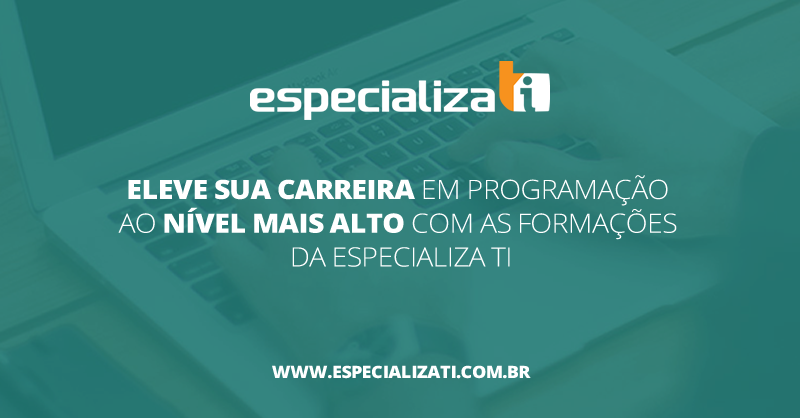 especializati
ELEVE SUA CARREIRA EM PROGRAMAÇÃO
AO NÍVEL MAIS ALTO COM AS FORMAÇÕES
DA ESPECIALIZA TI
WWW.ESPECIALIZATI.COM.BR